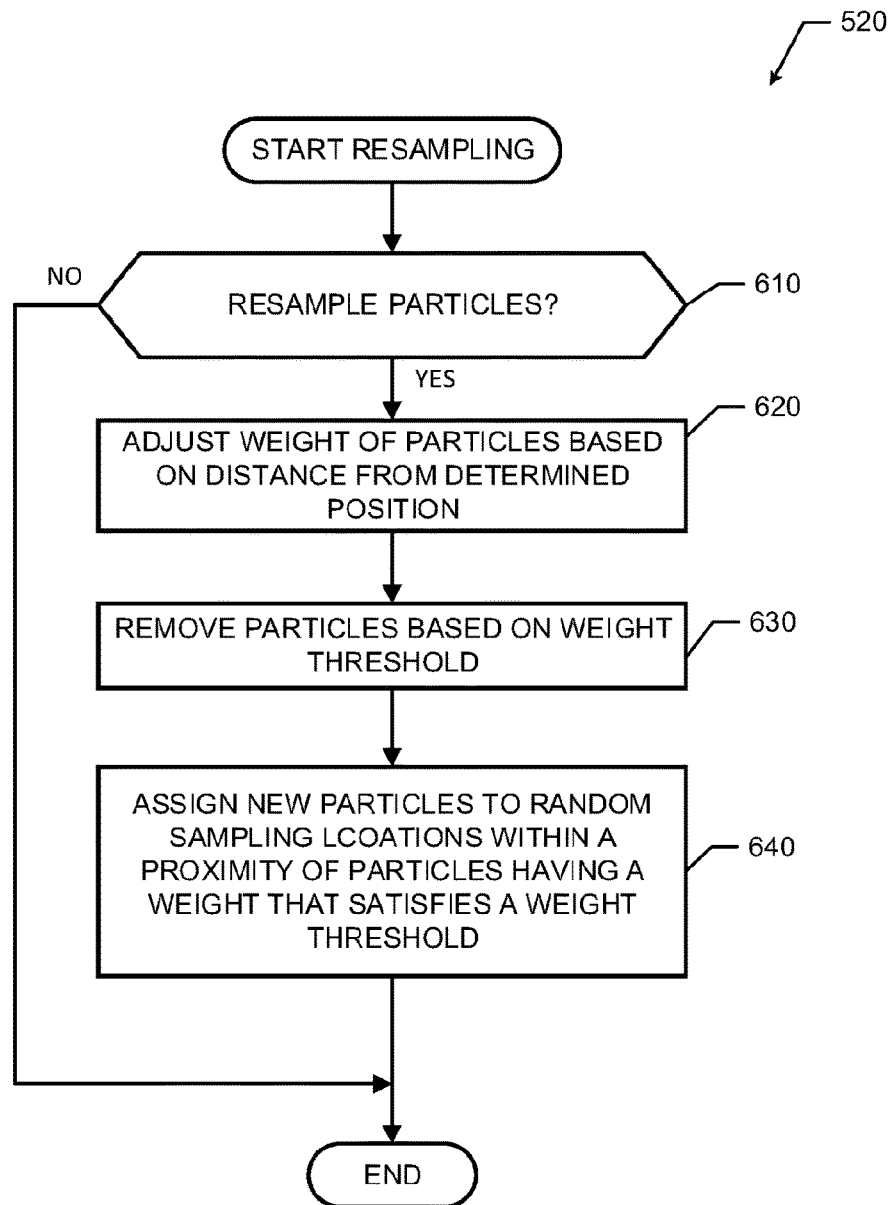 520
START RESAMPLING
NO
RESAMPLE PARTICLES?
610
YES
620
ADJUST WEIGHT OF PARTICLES BASED
ON DISTANCE FROM DETERMINED
POSITION
REMOVE PARTICLES BASED ON WEIGHT
THRESHOLD
630
ASSIGN NEW PARTICLES TO RANDOM
SAMPLING LCOATIONS WITHIN A
PROXIMITY OF PARTICLES HAVING A
WEIGHT THAT SATISFIES A WEIGHT
THRESHOLD
640
END